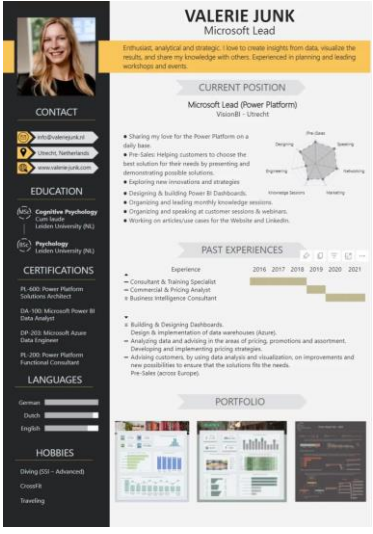 VALERIE JUNK
Microsoft Lead
Enthusiast, analytical and strategic. I love to create insights from data, visualize the
results, and share my knowledge with others. Experienced in planning and leading
workshops and events.
CONTACT
info@valeriejunk.nl
Utrecht, Netherlands
www.valeriejunk.com
EDUCATION
MSc
Cognitive Psychology
Cum laude
Leiden University (NL)
BSc
Psychology
Leiden University (NL)
CERTIFICATIONS
PL-600: Power Platform
Solutions Architect
DA-100: Microsoft Power BI
Data Analyst
DP-203: Microsoft Azure
Data Engineer
PL-200: Power Platform
Functional Consultant
LANGUAGES
German
Dutch
English
HOBBIES
Diving (SSI – Advanced)
CrossFit
Traveling
CURRENT POSITION
Microsoft Lead (Power Platform)
VisionBI - Utrecht
● Sharing my love for the Power Platform on a
daily base.
● Pre-Sales: Helping customers to choose the
best solution for their needs by presenting and
demonstrating possible solutions.
● Exploring new innovations and strategies
● Designing & building Power BI Dashboards.
● Organizing and leading monthly knowledge sessions.
● Organizing and speaking at customer sessions & webinars.
● Working on articles/use cases for the Website and LinkedIn.
Pre-Sales
Designing
Speaking
Engineering
Networking
Knowledge Sessions
Marketing
PAST EXPERIENCES
Experience 2016 2017 2018 2019 2020 2021
Consultant & Training Specialist
Commercial & Pricing Analyst
Business Intelligence Consultant
Building & Designing Dashboards.
Design & implementation of data warehouses (Azure).
Analyzing data and advising in the areas of pricing, promotions and assortment.
Developing and implementing pricing strategies.
Advising customers, by using data analysis and visualization, on improvements and
new possibilities to ensure that the solutions fits the needs.
Pre-Sales (across Europe).
PORTFOLIO